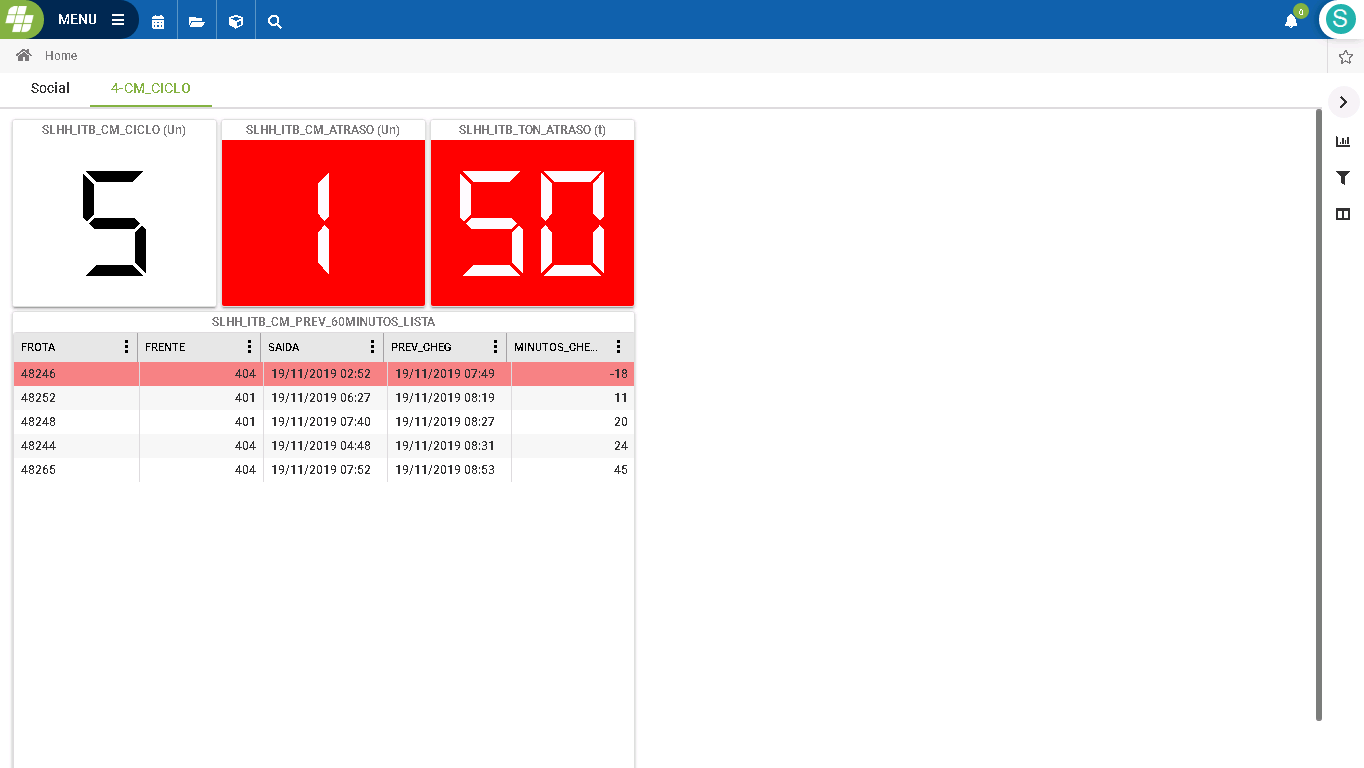 MENU
0
S
Home
Social 4-CM_CICLO
SLHH_ITB_CM_CICLO (Un) SLHH_ITB_CM_ATRASO (Un) SLHH_ITB_TON_ATRASO (t)
5 1 50
SLHH_ITB_CM_PREV_60MINUTOS_LISTA
FROTA FRENTE SAIDA PREV_CHEG MINUTOS_CHE...
48246 404 19/11/2019 02:52 19/11/2019 07:49 -18
48252 401 19/11/2019 06:27 19/11/2019 08:19 11
48248 401 19/11/2019 07:40 19/11/2019 08:27 20
48244 404 19/11/2019 04:48 19/11/2019 08:31 24
48265 404 19/11/2019 07:52 19/11/2019 08:53 45